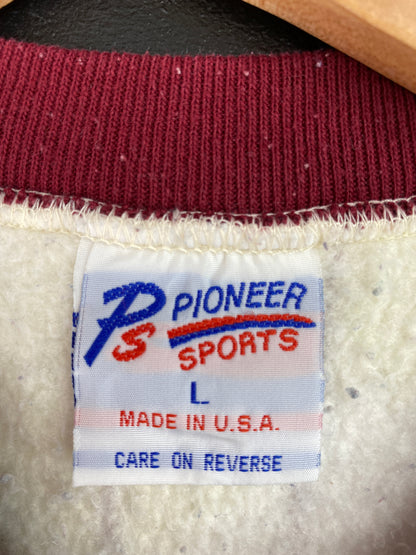 PS PIONEER
SPORTS
L
MADE IN U.S.A.
CARE ON REVERSE